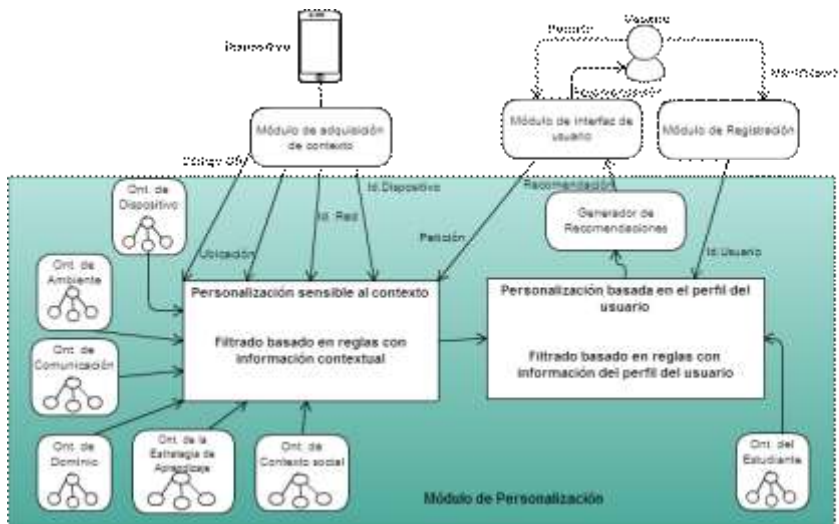 Dispositivo
Petición
Usuario
Módulo de adquisición
de contexto
Módulo de interfaz de
usuario
Módulo de Registración
Ont. de
Dispositivo
Ubicación
Id. Red
Id.Dispositivo
Petición
Recomendación
Generador de
Recomendaciones
Id.Usuario
Ont. de
Ambiente
Personalización sensible al contexto
Filtrado basado en reglas con
información contextual
Personalización basada en el perfil del
usuario
Filtrado basado en reglas con
información del perfil del usuario
Ont. de
Comunicación
Ont. de
Dominio
Ont. de la
Estrategia de
Aprendizaje
Ont. de
Contexto social
Ont. del
Estudiante
Módulo de Personalización